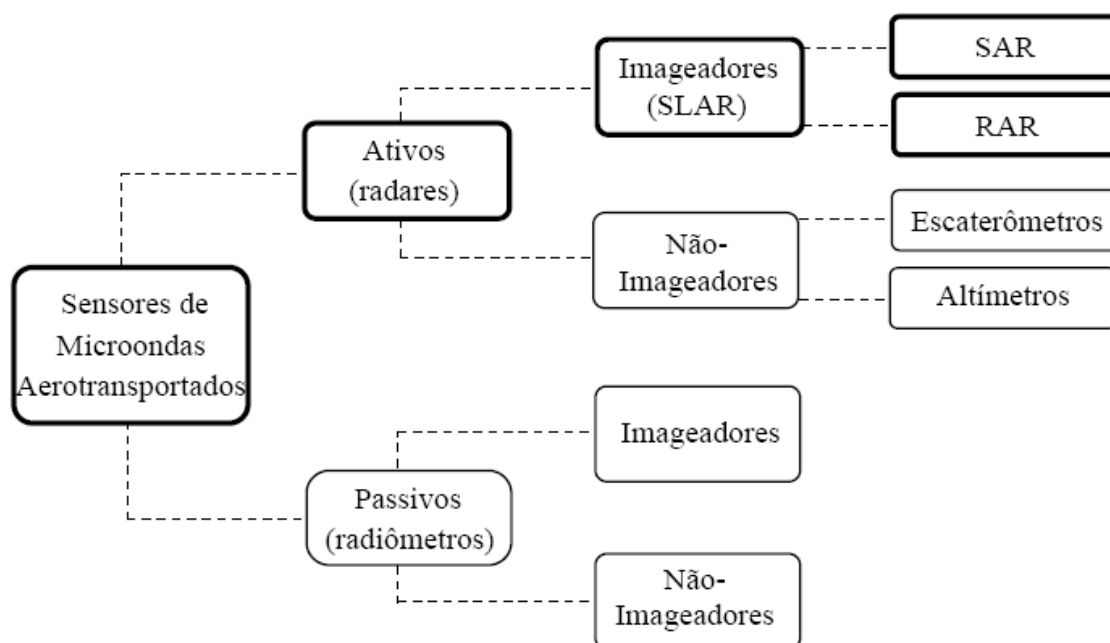 Sensores de
Microondas
Aerotransportados
Ativos
(radares)
Imageadores
(SLAR)
SAR
RAR
Não-
Imageadores
Escaterômetros
Altímetros
Passivos
(radiômetros)
Imageadores
Não-
Imageadores